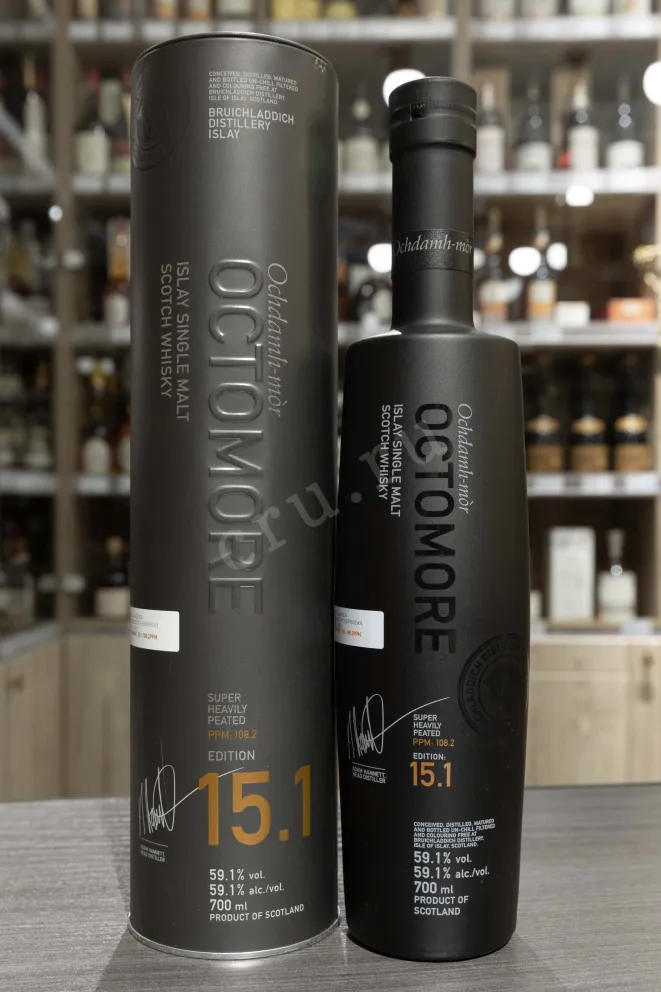 CONCEIVED, DISTILLED, MATURED
AND BOTTLED UN-CHILL FILTERED
AND COLOURING FREE AT
BRUICHLADDICH DISTILLERY,
ISLE OF ISLAY, SCOTLAND.
BRUICHLADDICH
DISTILLERY
ISLAY
Ochdamh-mòr
OCTOMORE
ISLAY SINGLE MALT
SCOTCH WHISKY
SUPER
HEAVILY
PEATED
PPM: 108.2
EDITION
15.1
ADAM HANNETT
HEAD DISTILLER
59.1% vol.
59.1% alc./vol.
700 ml
PRODUCT OF SCOTLAND
Ochdamh-mòr
Ochdamh-mòr
OCTOMORE
ISLAY SINGLE MALT
SCOTCH WHISKY
SUPER
HEAVILY
PEATED
PPM: 108.2
EDITION:
15.1
ADAM HANNETT
HEAD DISTILLER
CONCEIVED, DISTILLED, MATURED
AND BOTTLED UN-CHILL FILTERED
AND COLOURING FREE AT
BRUICHLADDICH DISTILLERY,
ISLE OF ISLAY, SCOTLAND.
59.1% vol.
59.1% alc./vol.
700 ml
PRODUCT OF
SCOTLAND
cru.ru